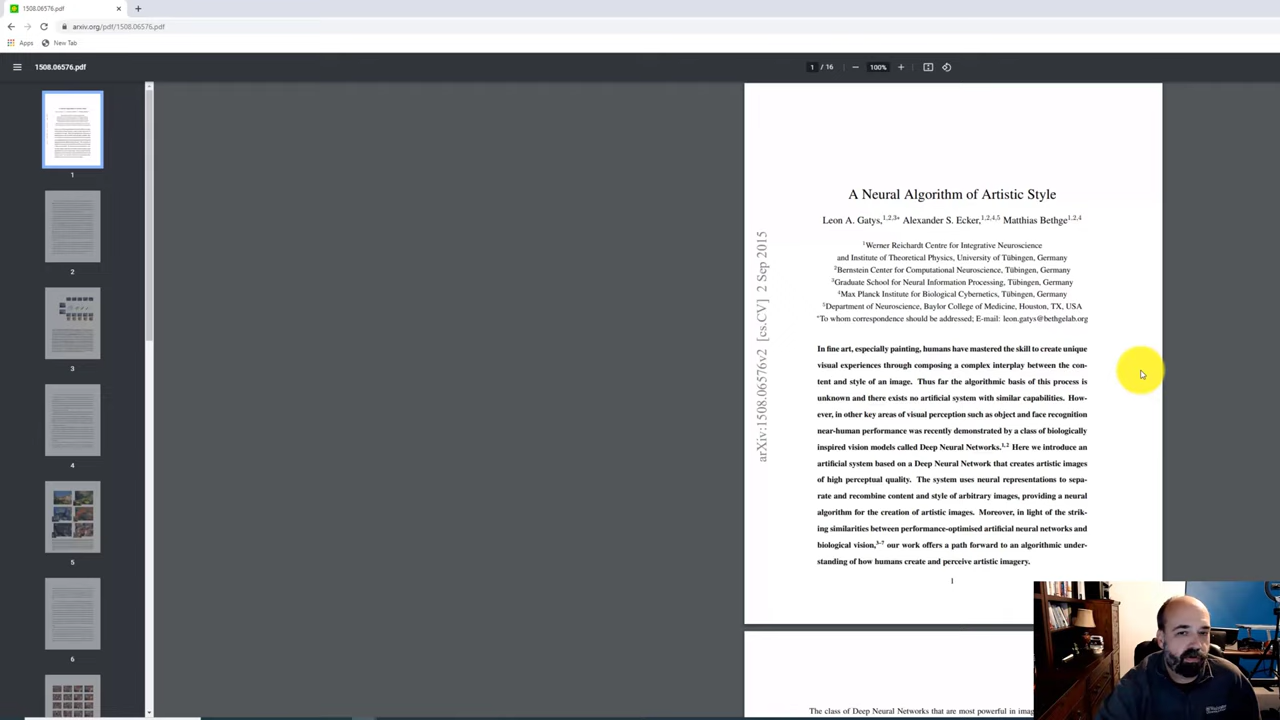 1508.06576.pdf
arxiv.org/pdf/1508.06576.pdf
Apps
New Tab
1508.06576.pdf
1 / 16
100%
1
2
3
4
5
6
arXiv:1508.06576v2 [cs.CV] 2 Sep 2015
A Neural Algorithm of Artistic Style
Leon A. Gatys,1,2,3∗ Alexander S. Ecker,1,2,4,5 Matthias Bethge1,2,4
1Werner Reichardt Centre for Integrative Neuroscience
and Institute of Theoretical Physics, University of Tübingen, Germany
2Bernstein Center for Computational Neuroscience, Tübingen, Germany
3Graduate School for Neural Information Processing, Tübingen, Germany
4Max Planck Institute for Biological Cybernetics, Tübingen, Germany
5Department of Neuroscience, Baylor College of Medicine, Houston, TX, USA
∗To whom correspondence should be addressed; E-mail: leon.gatys@bethgelab.org
In fine art, especially painting, humans have mastered the skill to create unique
visual experiences through composing a complex interplay between the con-
tent and style of an image. Thus far the algorithmic basis of this process is
unknown and there exists no artificial system with similar capabilities. How-
ever, in other key areas of visual perception such as object and face recognition
near-human performance was recently demonstrated by a class of biologically
inspired vision models called Deep Neural Networks.1,2 Here we introduce an
artificial system based on a Deep Neural Network that creates artistic images
of high perceptual quality. The system uses neural representations to sepa-
rate and recombine content and style of arbitrary images, providing a neural
algorithm for the creation of artistic images. Moreover, in light of the strik-
ing similarities between performance-optimised artificial neural networks and
biological vision,3–7 our work offers a path forward to an algorithmic under-
standing of how humans create and perceive artistic imagery.
1
The class of Deep Neural Networks that are most powerful in